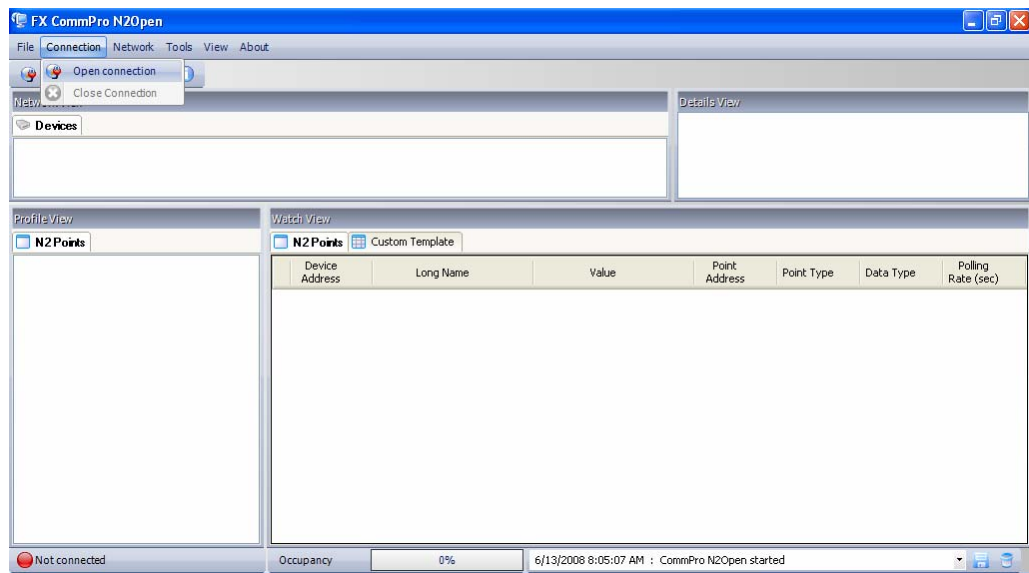 FX CommPro N2Open
File Connection Network Tools View About
Open connection
Close Connection
Details View
Devices
Profile View
Watch View
N2 Points
N2 Points Custom Template
Device Address Long Name Value Point Address Point Type Data Type Polling Rate (sec)
Not connected Occupancy 0% 6/13/2008 8:05:07 AM : CommPro N2Open started